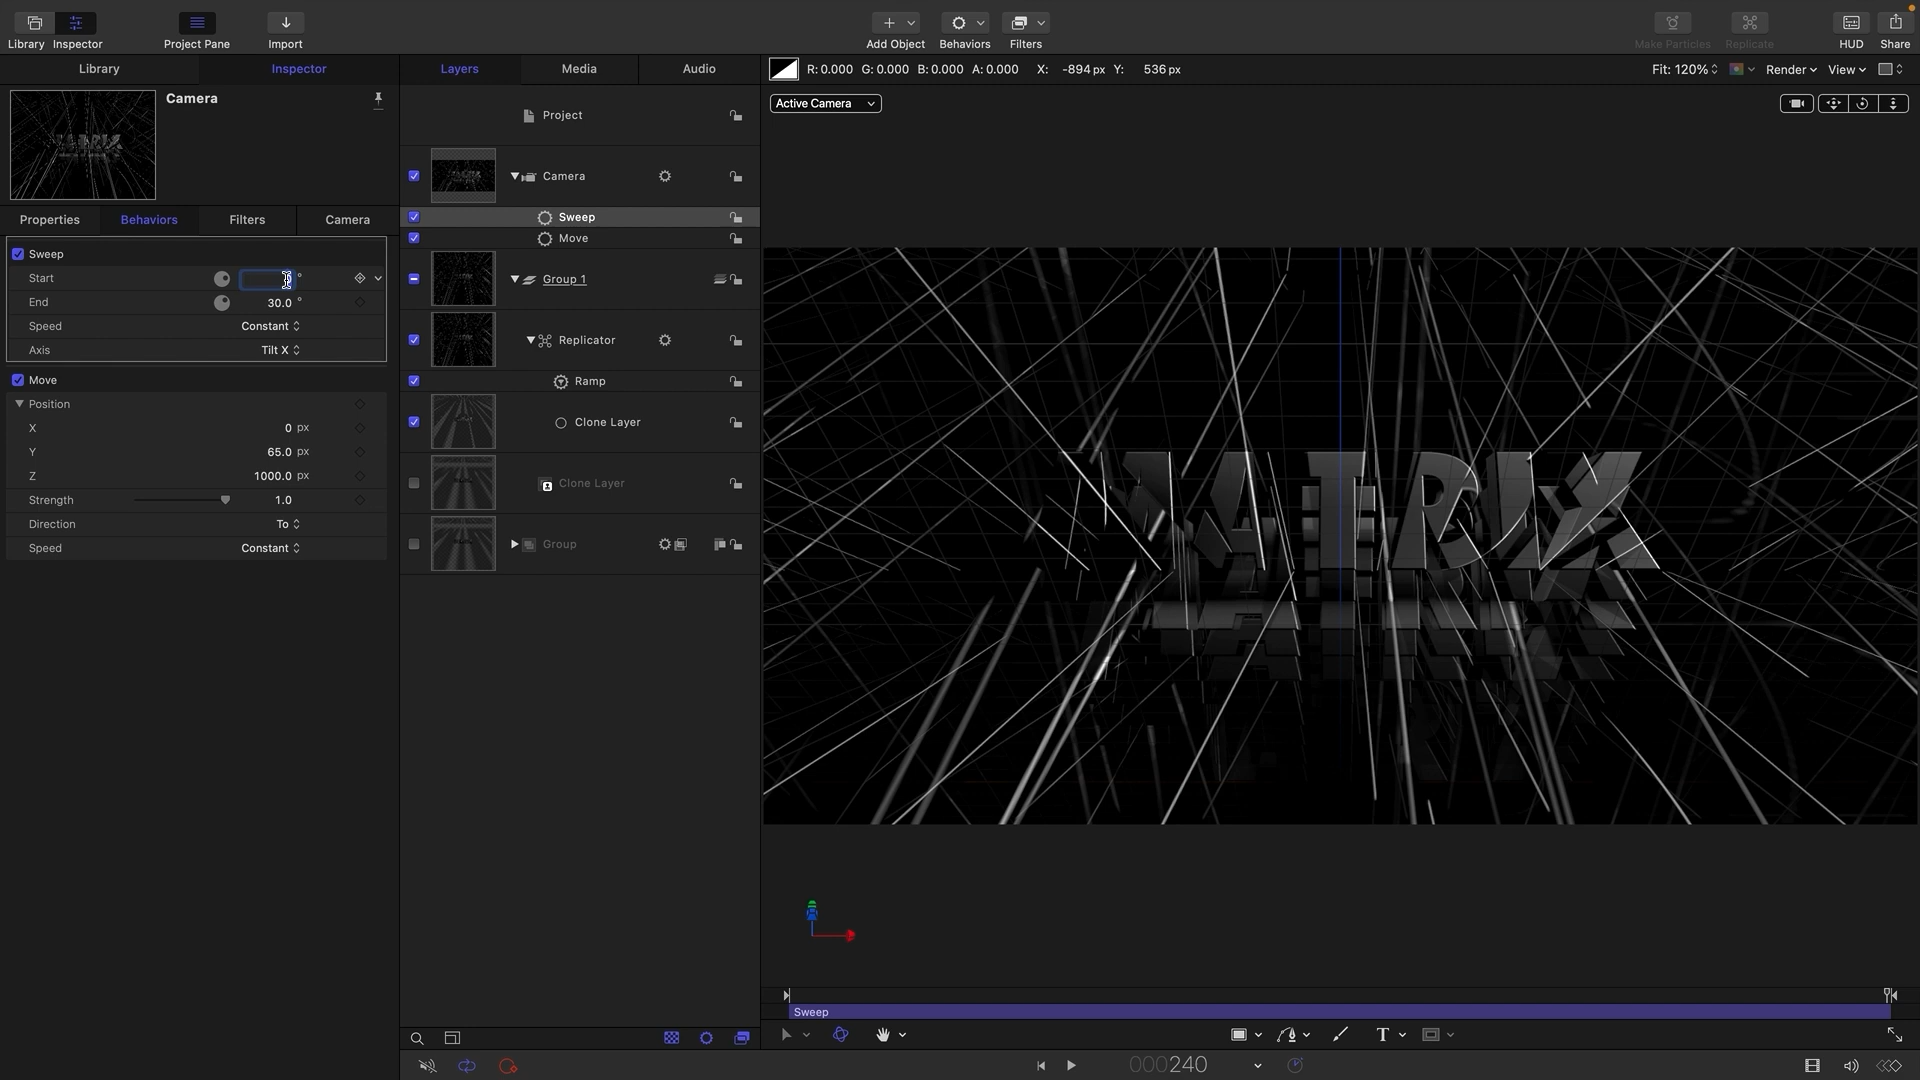 Library
Inspector
Project Pane
Import
Add Object
Behaviors
Filters
Make Particles
Replicate
HUD
Share
Library
Inspector
Layers
Media
Audio
R: 0.000 G: 0.000 B: 0.000 A: 0.000 X: -894 px Y: 536 px
Fit: 120%
Render
View
Camera
Active Camera
Properties
Behaviors
Filters
Camera
Sweep
Start °
End 30.0 °
Speed Constant
Axis Tilt X
Move
Position
X 0 px
Y 65.0 px
Z 1000.0 px
Strength 1.0
Direction To
Speed Constant
Project
Camera
Sweep
Move
Group 1
Replicator
Ramp
Clone Layer
Clone Layer
Group
Sweep
T
000240